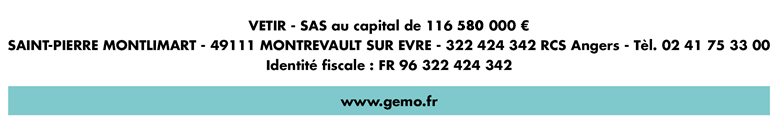 VETIR - SAS au capital de 116 580 000 €
SAINT-PIERRE MONTLIMART - 49111 MONTREVAULT SUR EVRE - 322 424 342 RCS Angers - Tèl. 02 41 75 33 00
Identité fiscale : FR 96 322 424 342
www.gemo.fr